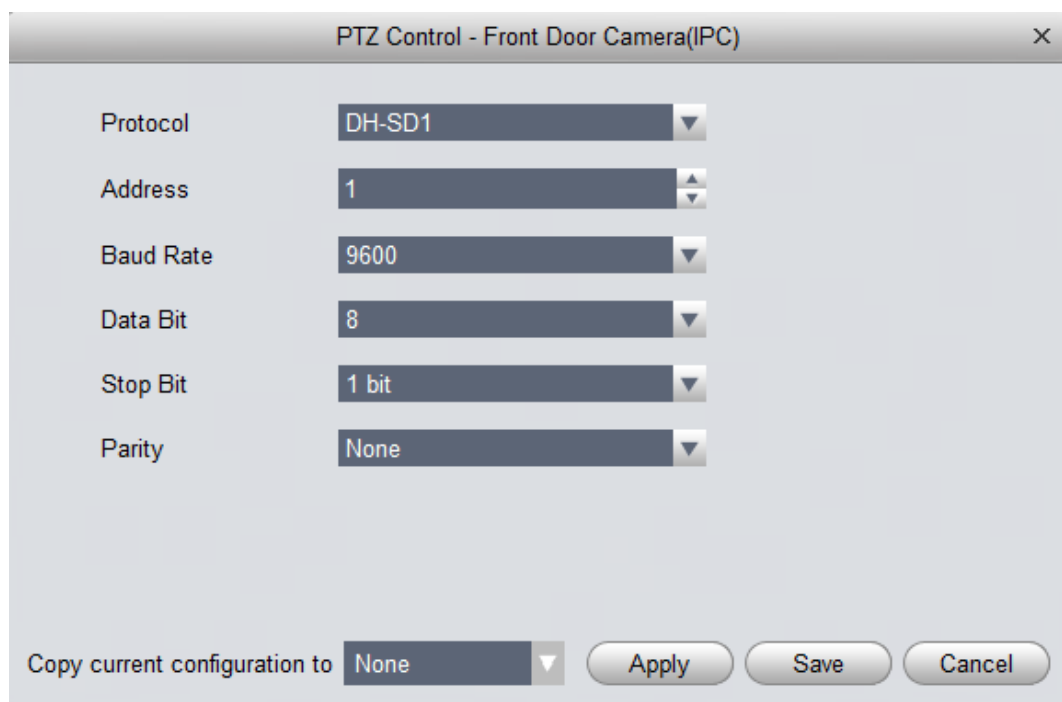 PTZ Control - Front Door Camera(IPC)
Protocol DH-SD1
Address 1
Baud Rate 9600
Data Bit 8
Stop Bit 1 bit
Parity None
Copy current configuration to None Apply Save Cancel